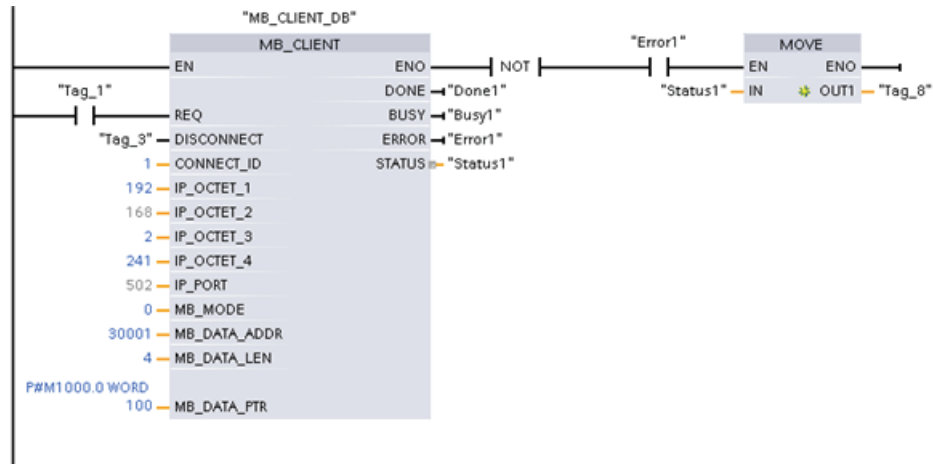 "MB_CLIENT_DB"
MB_CLIENT "Error1" MOVE
EN ENO NOT EN ENO
"Tag_1" DONE "Done1" "Status1" IN OUT1 "Tag_8"
REQ BUSY "Busy1"
"Tag_3" DISCONNECT ERROR "Error1"
1 CONNECT_ID STATUS "Status1"
192 IP_OCTET_1
168 IP_OCTET_2
2 IP_OCTET_3
241 IP_OCTET_4
502 IP_PORT
0 MB_MODE
30001 MB_DATA_ADDR
4 MB_DATA_LEN
P#M1000.0 WORD
100 MB_DATA_PTR